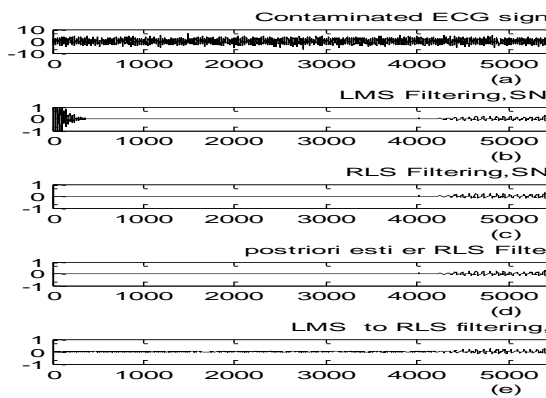 Contaminated ECG sign
10
0
-10
0 1000 2000 3000 4000 5000
(a)
LMS Filtering,SN
1
0
-1
0 1000 2000 3000 4000 5000
(b)
RLS Filtering,SN
1
0
-1
0 1000 2000 3000 4000 5000
(c)
postriori esti er RLS Filte
1
0
-1
0 1000 2000 3000 4000 5000
(d)
LMS to RLS filtering,
1
0
-1
0 1000 2000 3000 4000 5000
(e)